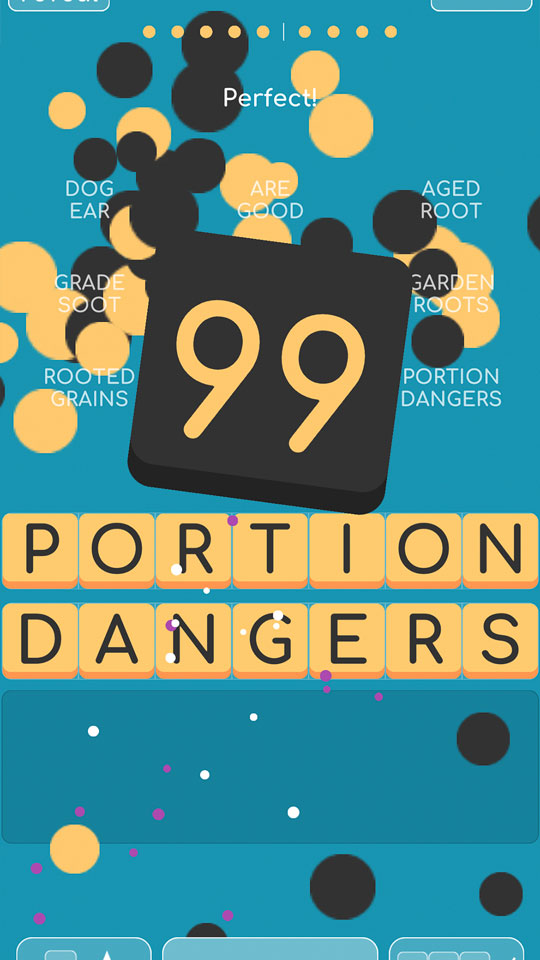 Perfect!
DOG
EAR
ARE
GOOD
AGED
ROOT
GRADE
SOOT
GARDEN
ROOTS
ROOTED
GRAINS
PORTION
DANGERS
99
PORTION
DANGERS